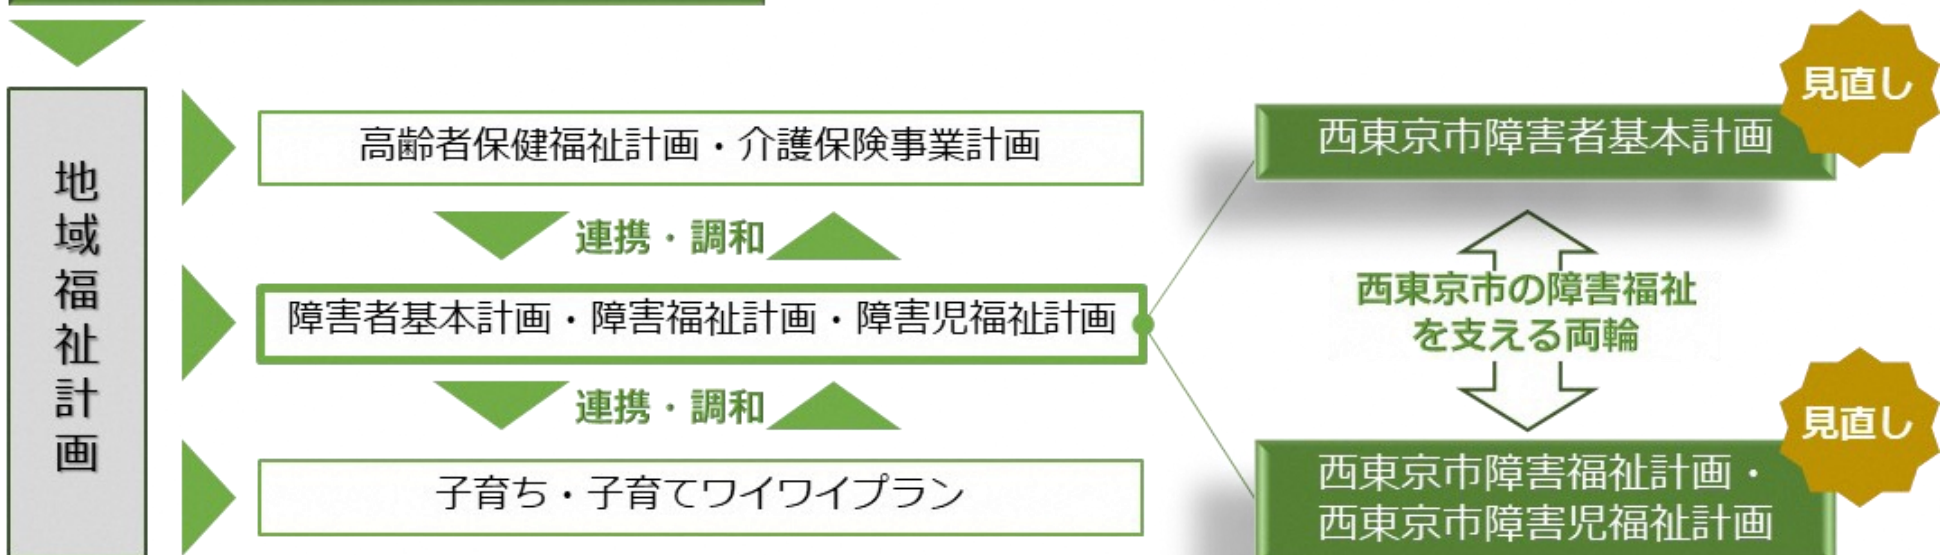 地域福祉計画
高齢者保健福祉計画・介護保険事業計画
連携・調和
障害者基本計画・障害福祉計画・障害児福祉計画
連携・調和
子育ち・子育てワイワイプラン
見直し
西東京市障害者基本計画
西東京市の障害福祉
を支える両輪
見直し
西東京市障害福祉計画・
西東京市障害児福祉計画